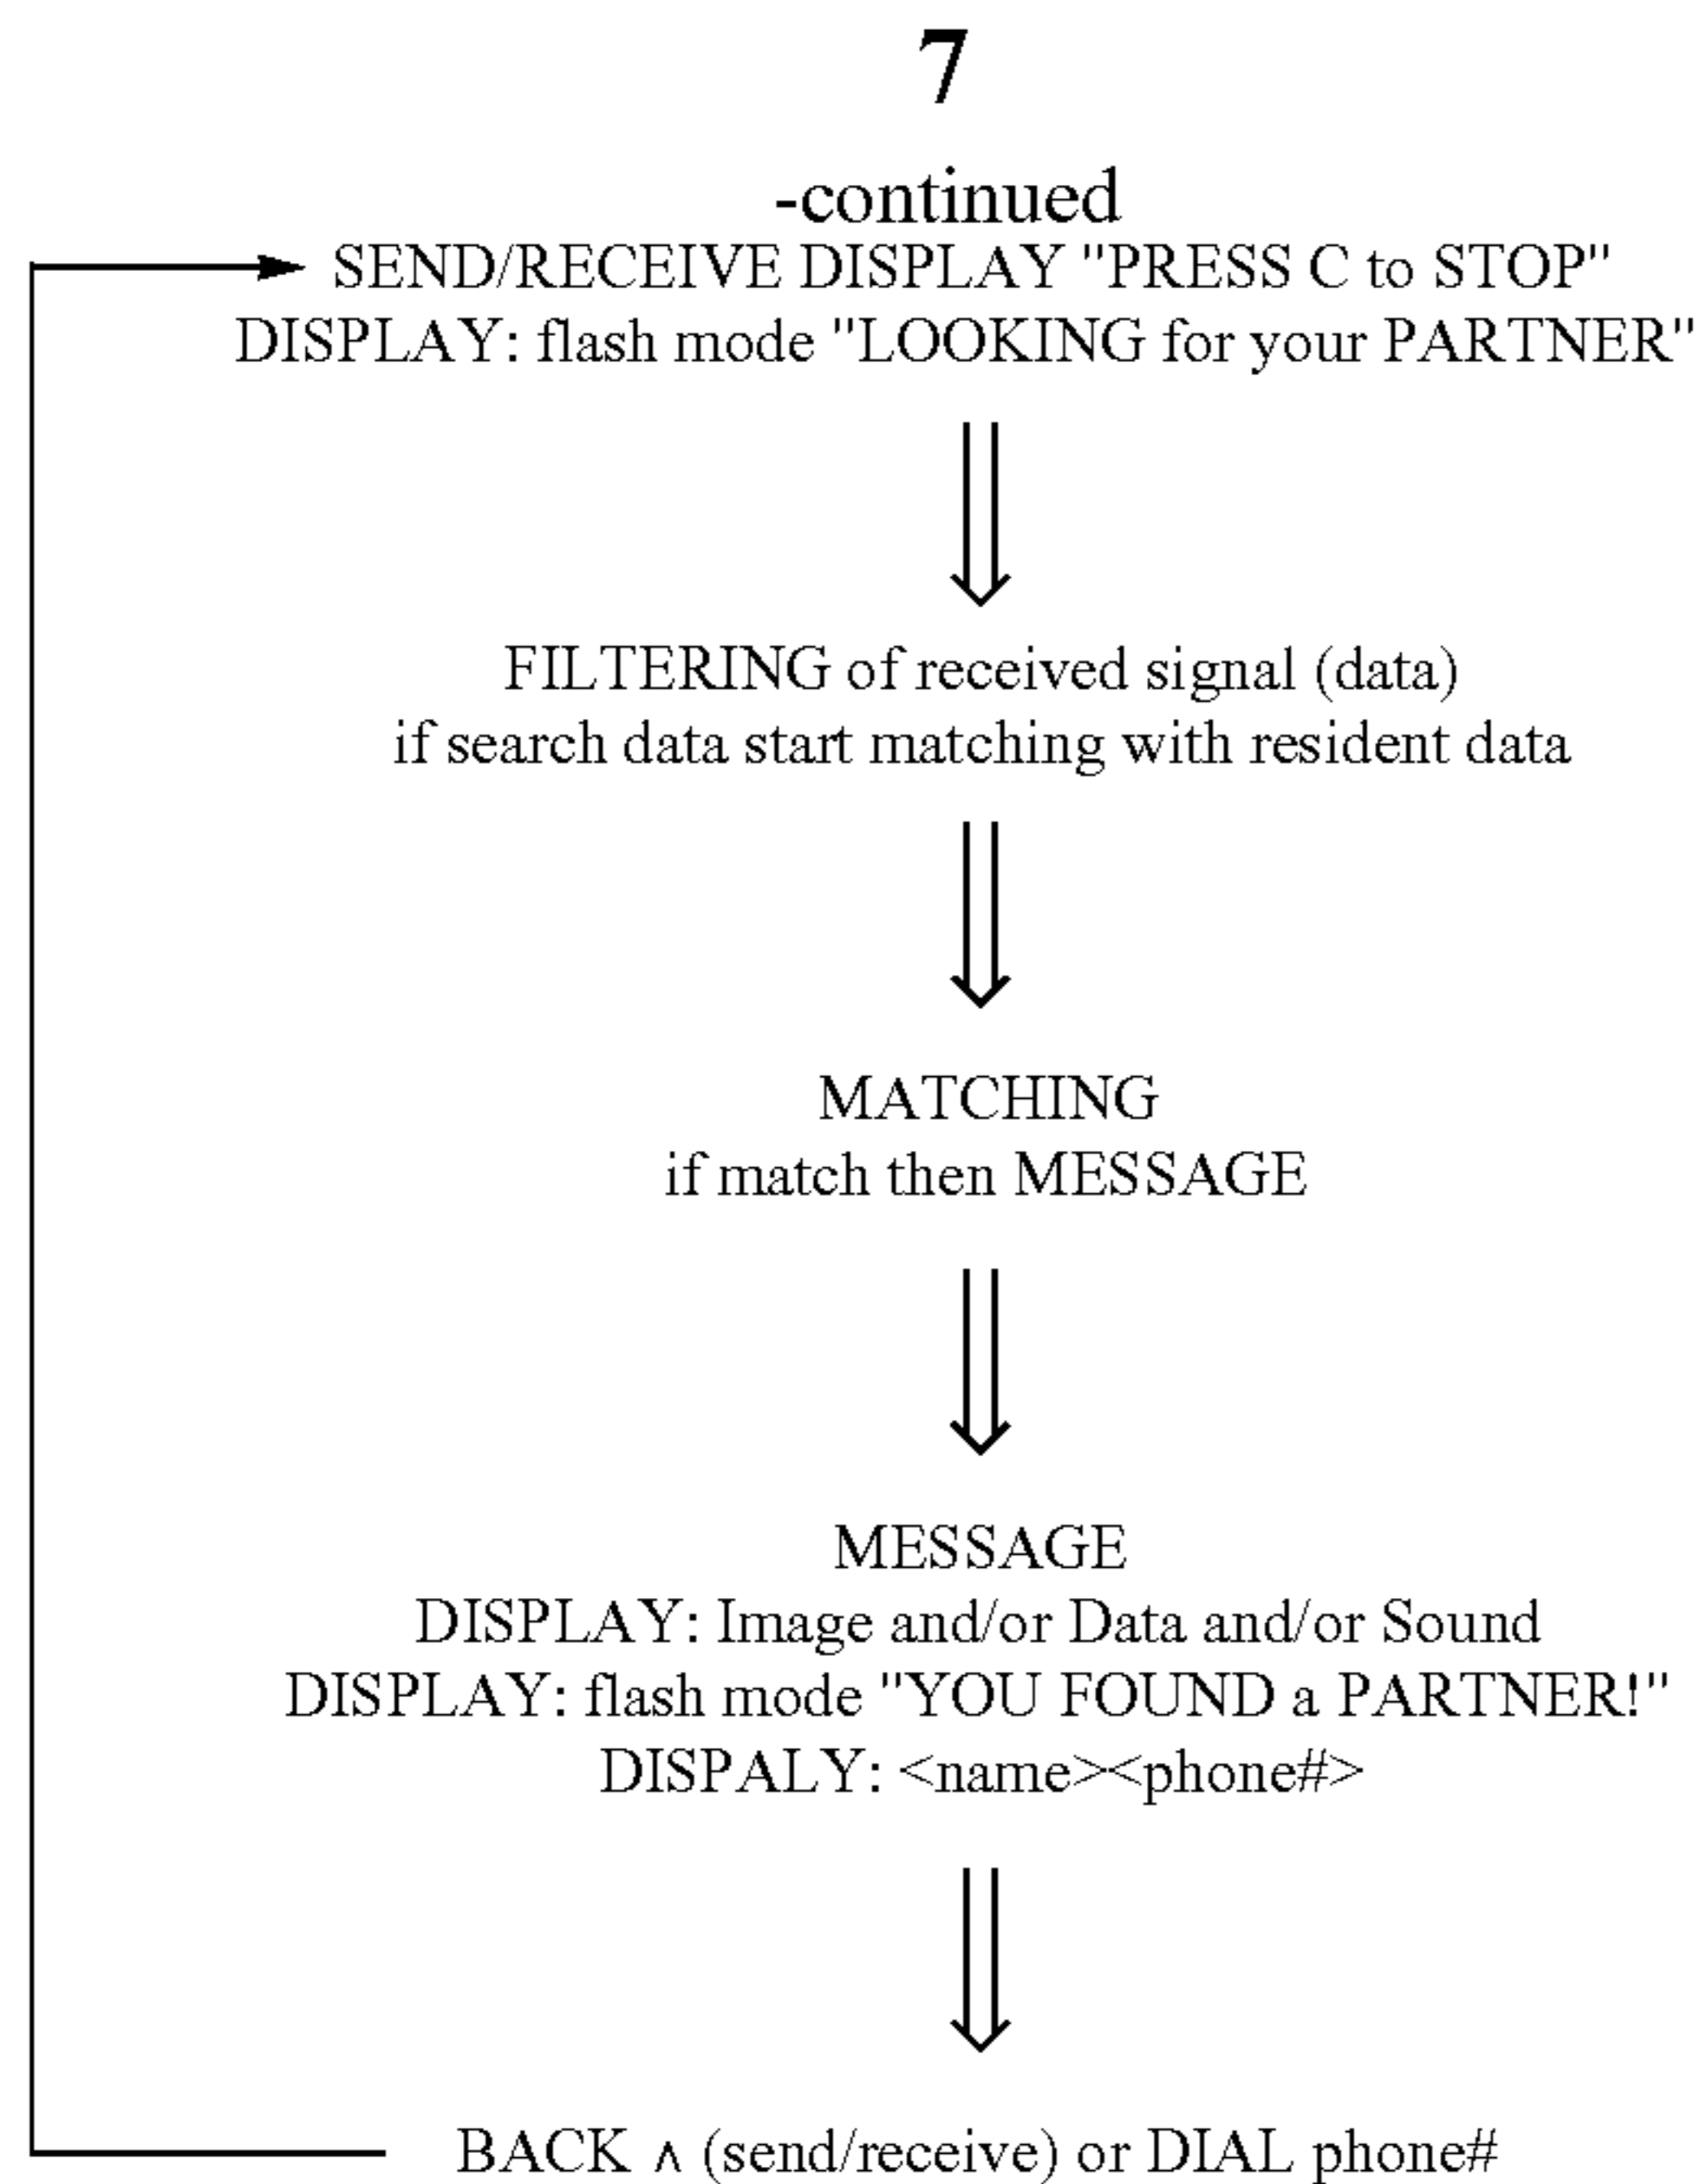 7
-continued
SEND/RECEIVE DISPLAY "PRESS C to STOP"
DISPLAY: flash mode "LOOKING for your PARTNER"
FILTERING of received signal (data)
if search data start matching with resident data
MATCHING
if match then MESSAGE
MESSAGE
DISPLAY: Image and/or Data and/or Sound
DISPLAY: flash mode "YOU FOUND a PARTNER!"
DISPALY: <name><phone#>
BACK ∧ (send/receive) or DIAL phone#